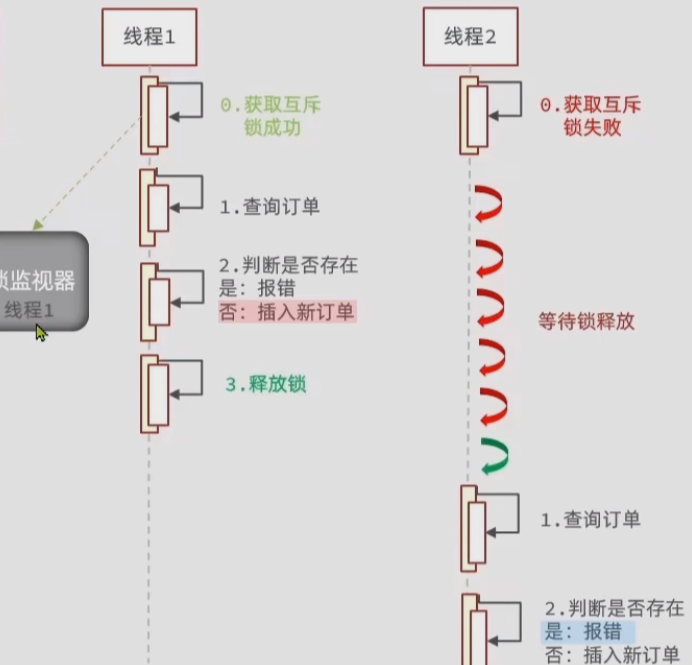 线程1
线程2
0.获取互斥
锁成功
0.获取互斥
锁失败
1.查询订单
锁监视器
线程1
2.判断是否存在
是: 报错
否: 插入新订单
等待锁释放
3.释放锁
1.查询订单
2.判断是否存在
是: 报错
否: 插入新订单